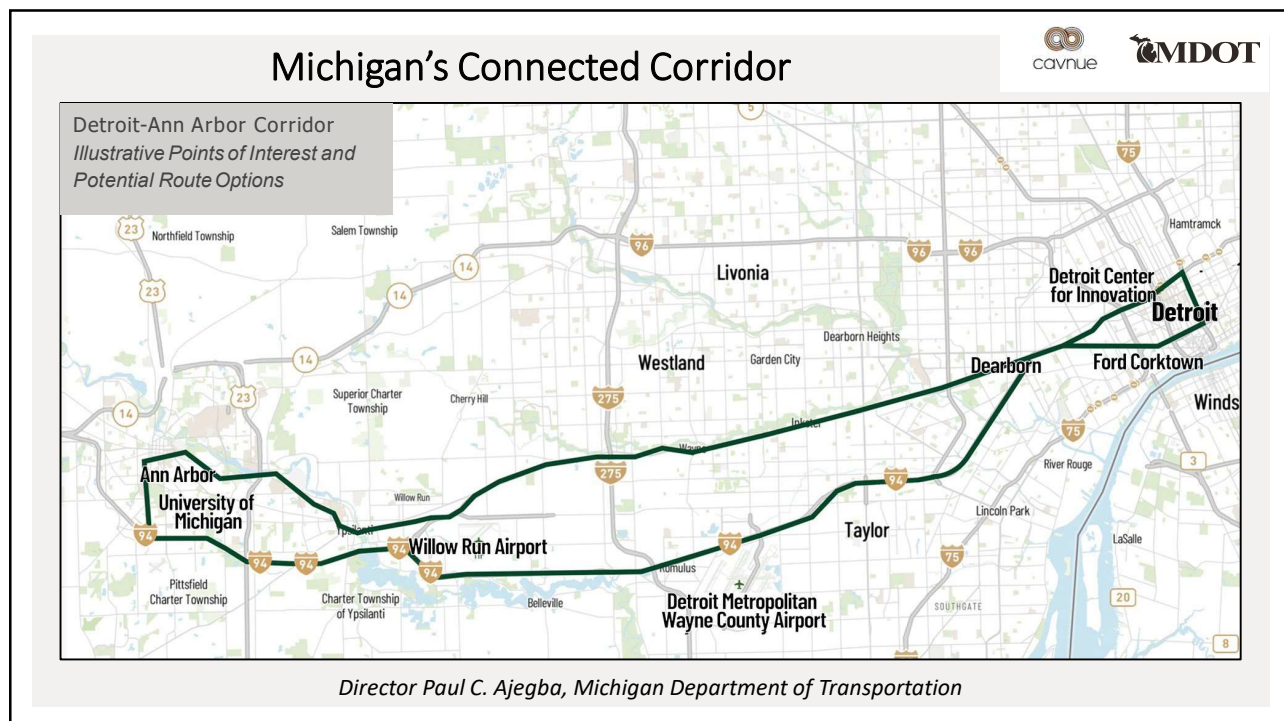 Michigan's Connected Corridor
cavnue
MDOT
Detroit-Ann Arbor Corridor
Illustrative Points of Interest and
Potential Route Options
5
75
23
Northfield Township
Salem Township
Hamtramck
96
96
96
14
Livonia
Detroit Center
for Innovation
23
14
Detroit
Dearborn Heights
14
Westland
Garden City
Dearborn
Ford Corktown
23
Superior Charter
Township
Cherry Hill
275
Winds
14
75
Wayne
Inkster
3
275
River Rouge
Ann Arbor
94
University of
Michigan
Willow Run
Lincoln Park
Ypsilanti
Taylor
94
94
Willow Run Airport
94
LaSalle
94
94
94
75
Romulus
Pittsfield
Charter Township
Charter Township
of Ypsilanti
Belleville
Detroit Metropolitan
Wayne County Airport
SOUTHGATE
20
8
Director Paul C. Ajegba, Michigan Department of Transportation